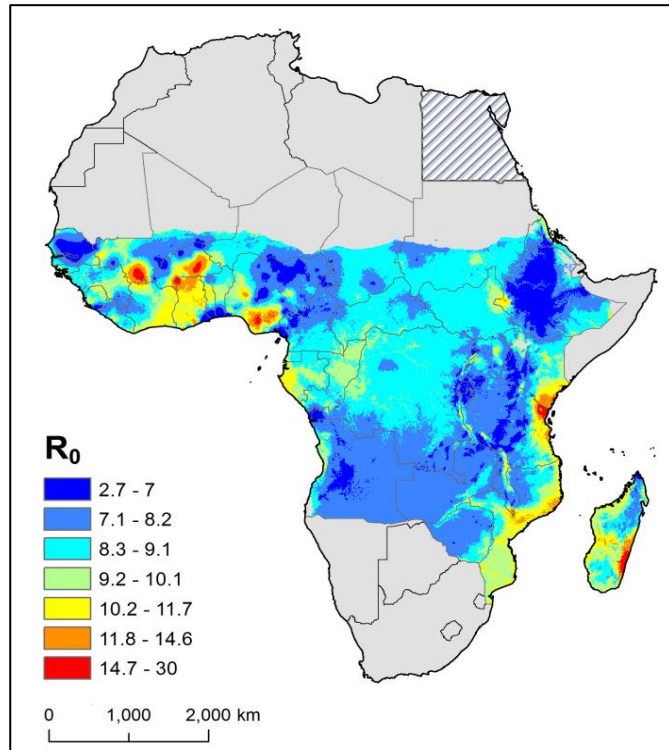 R₀
2.7 - 7
7.1 - 8.2
8.3 - 9.1
9.2 - 10.1
10.2 - 11.7
11.8 - 14.6
14.7 - 30
0 1,000 2,000 km